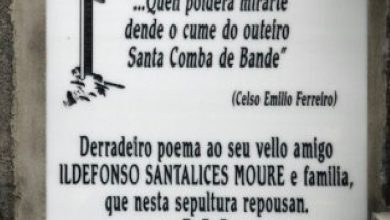 ...Quen poidera mirarte
dende o cume do outeiro
Santa Comba de Bande"
(Celso Emilio Ferreiro)
Derradeiro poema ao seu vello amigo
ILDEFONSO SANTALICES MOURE e familia,
que nesta sepultura repousan.